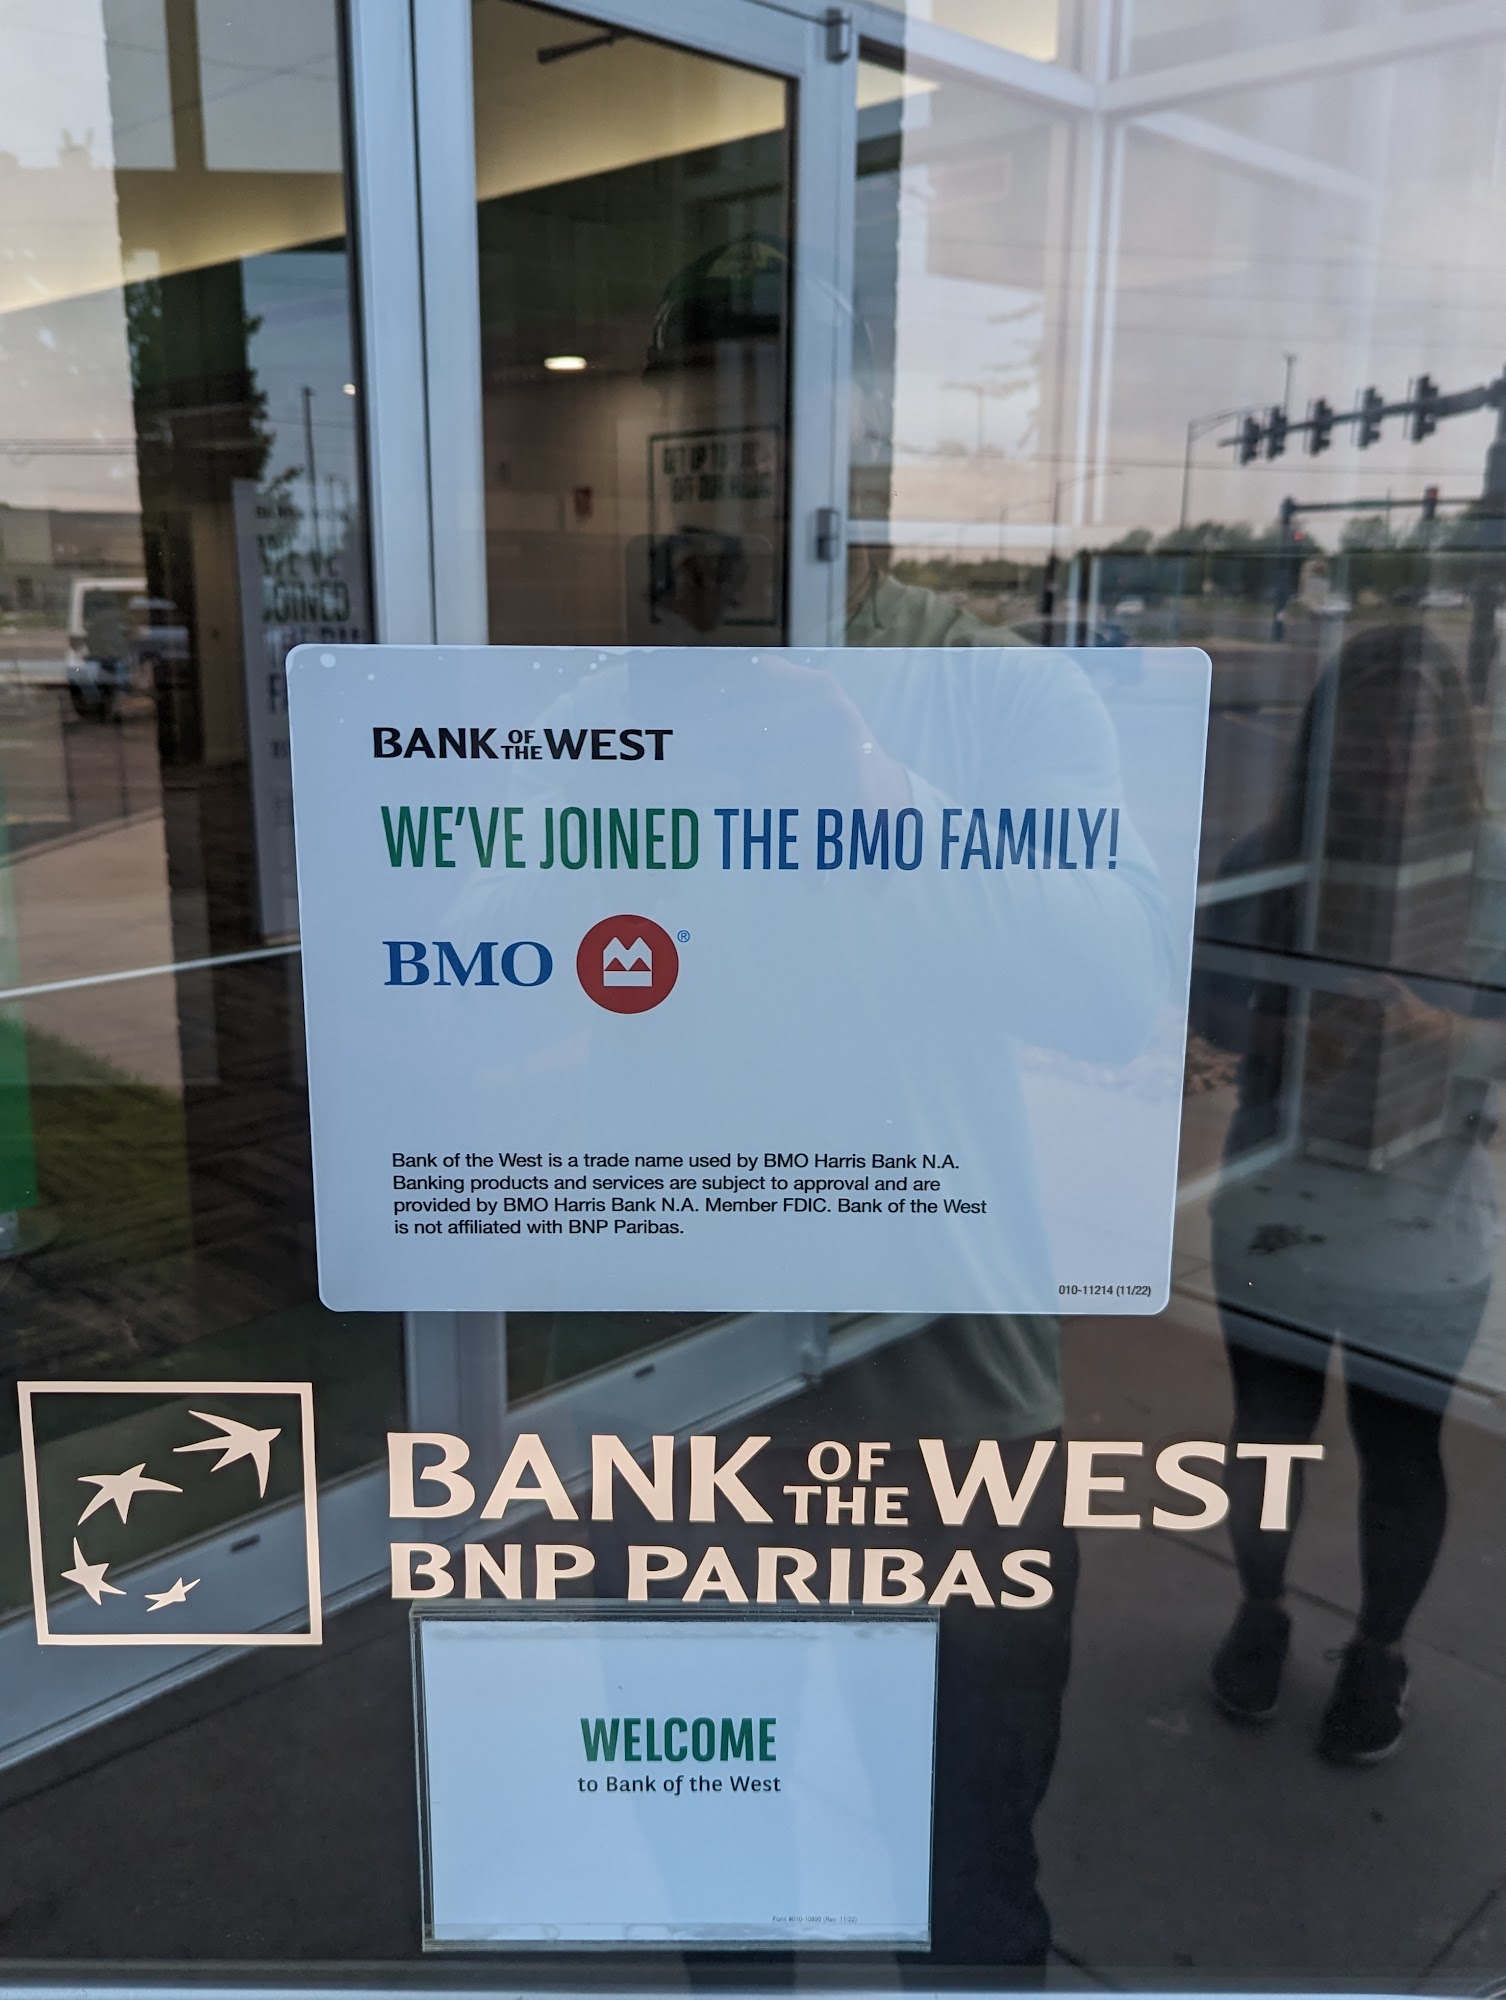 WE'VE
JOINED
BANK OF THE WEST
WE'VE JOINED THE BMO FAMILY!
BMO ®
Bank of the West is a trade name used by BMO Harris Bank N.A.
Banking products and services are subject to approval and are
provided by BMO Harris Bank N.A. Member FDIC. Bank of the West
is not affiliated with BNP Paribas.
010-11214 (11/22)
BANK OF THE WEST
BNP PARIBAS
WELCOME
to Bank of the West